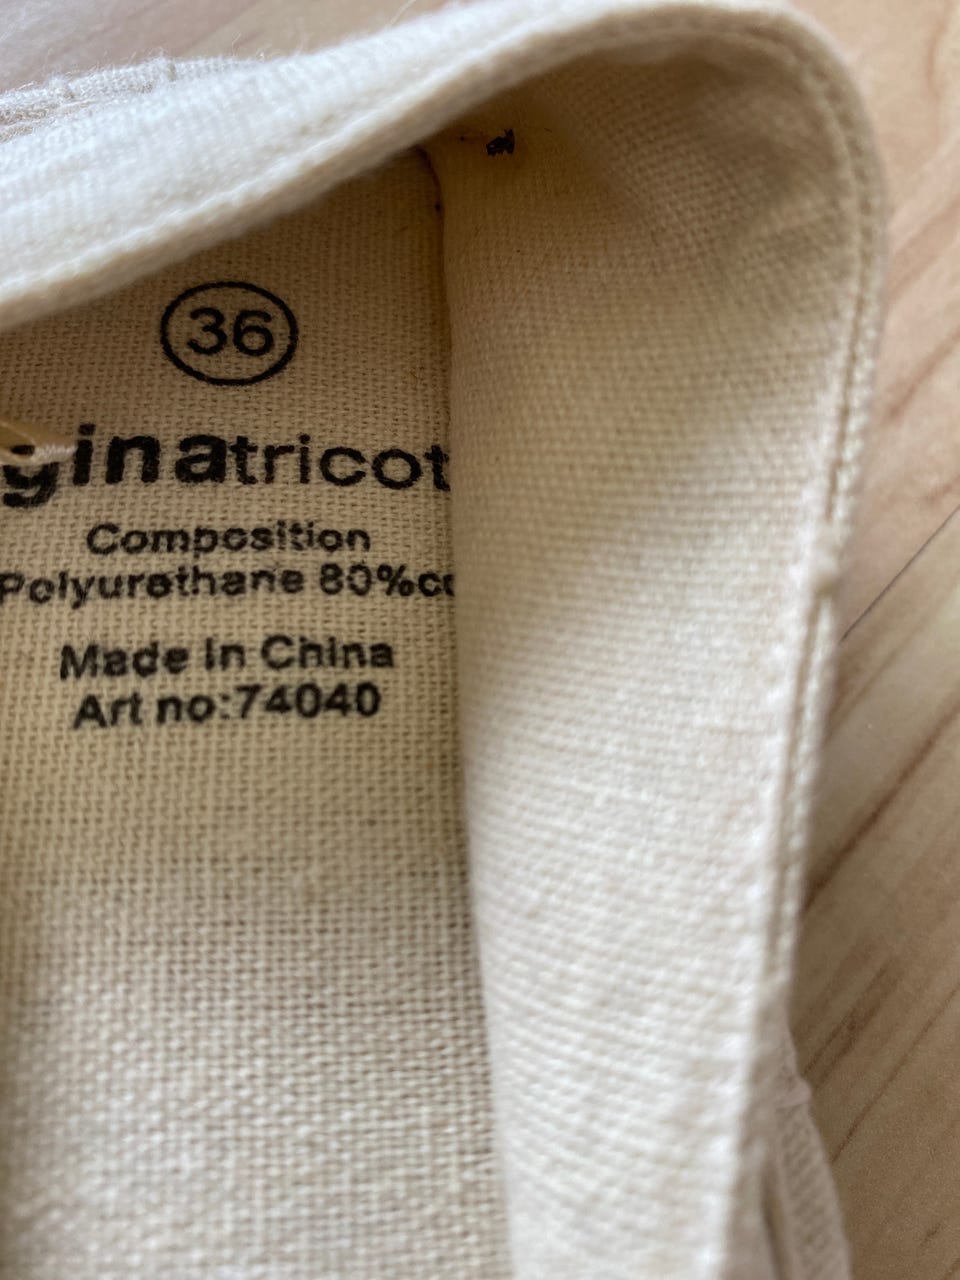 36
ginatricot
Composition
Polyurethane 80%
Made in China
Art no:74040